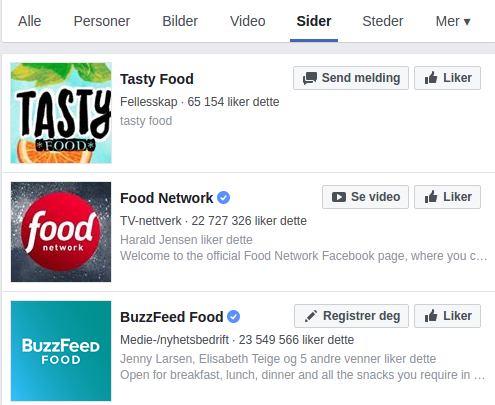 Alle Personer Bilder Video Sider Steder Mer ▾
TASTY
FOOD
Tasty Food
Send melding
Liker
Fellesskap · 65 154 liker dette
tasty food
food
network
Food Network
Se video
Liker
TV-nettverk · 22 727 326 liker dette
Harald Jensen liker dette
Welcome to the official Food Network Facebook page, where you c…
BuzzFeed
FOOD
BuzzFeed Food
Registrer deg
Liker
Medie-/nyhetsbedrift · 23 549 566 liker dette
Jenny Larsen, Elisabeth Teige og 5 andre venner liker dette
Open for breakfast, lunch, dinner and all the snacks you require in …